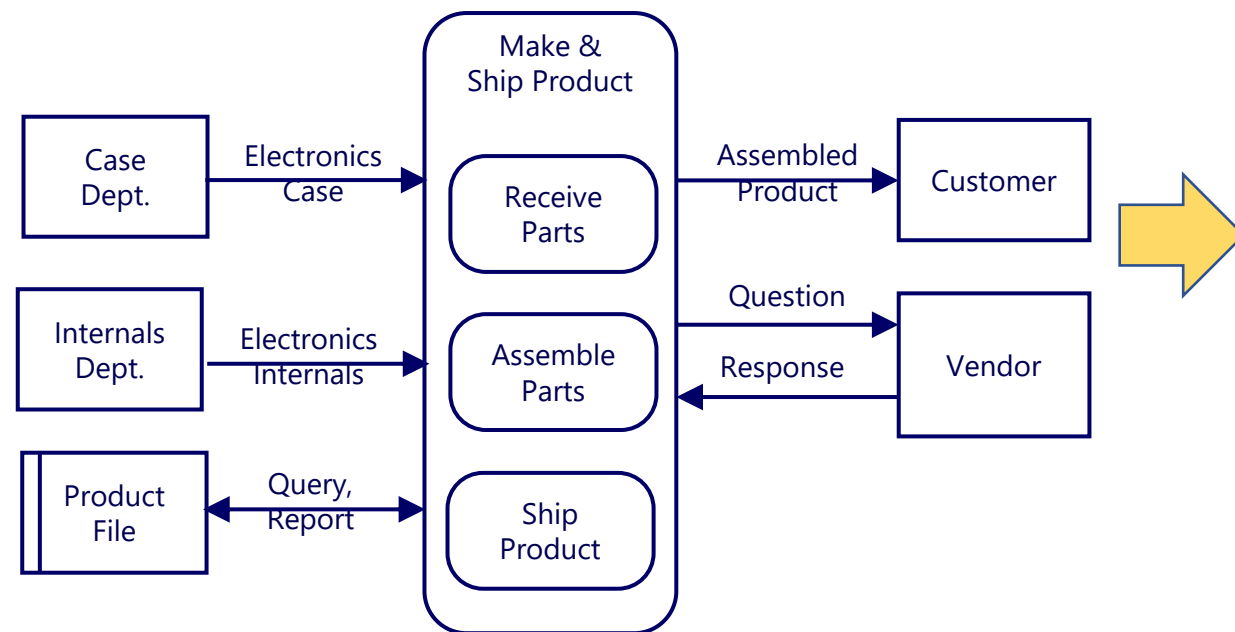 Make &
Ship Product
Case
Dept.
Electronics
Case
Internals
Dept.
Electronics
Internals
Product
File
Query,
Report
Receive
Parts
Assemble
Parts
Ship
Product
Assembled
Product
Customer
Question
Response
Vendor